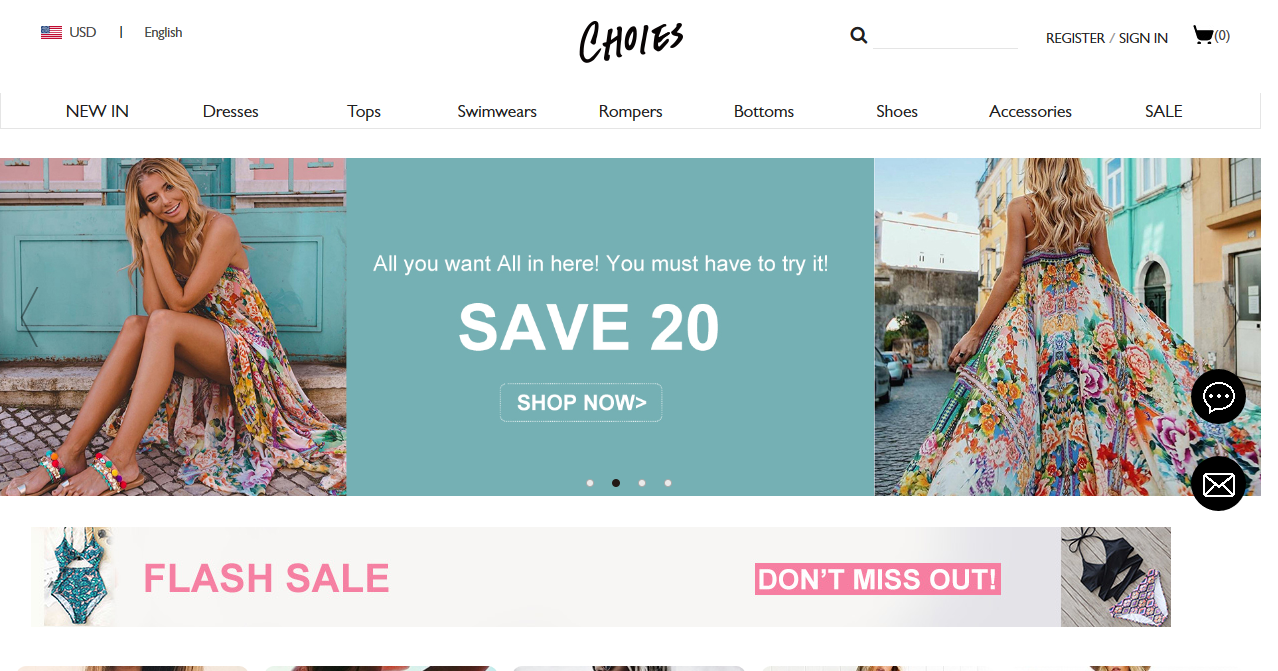 USD | English
CHOIES
REGISTER / SIGN IN
(0)
NEW IN Dresses Tops Swimwears Rompers Bottoms Shoes Accessories SALE
All you want All in here! You must have to try it!
SAVE 20
SHOP NOW>
FLASH SALE
DON'T MISS OUT!